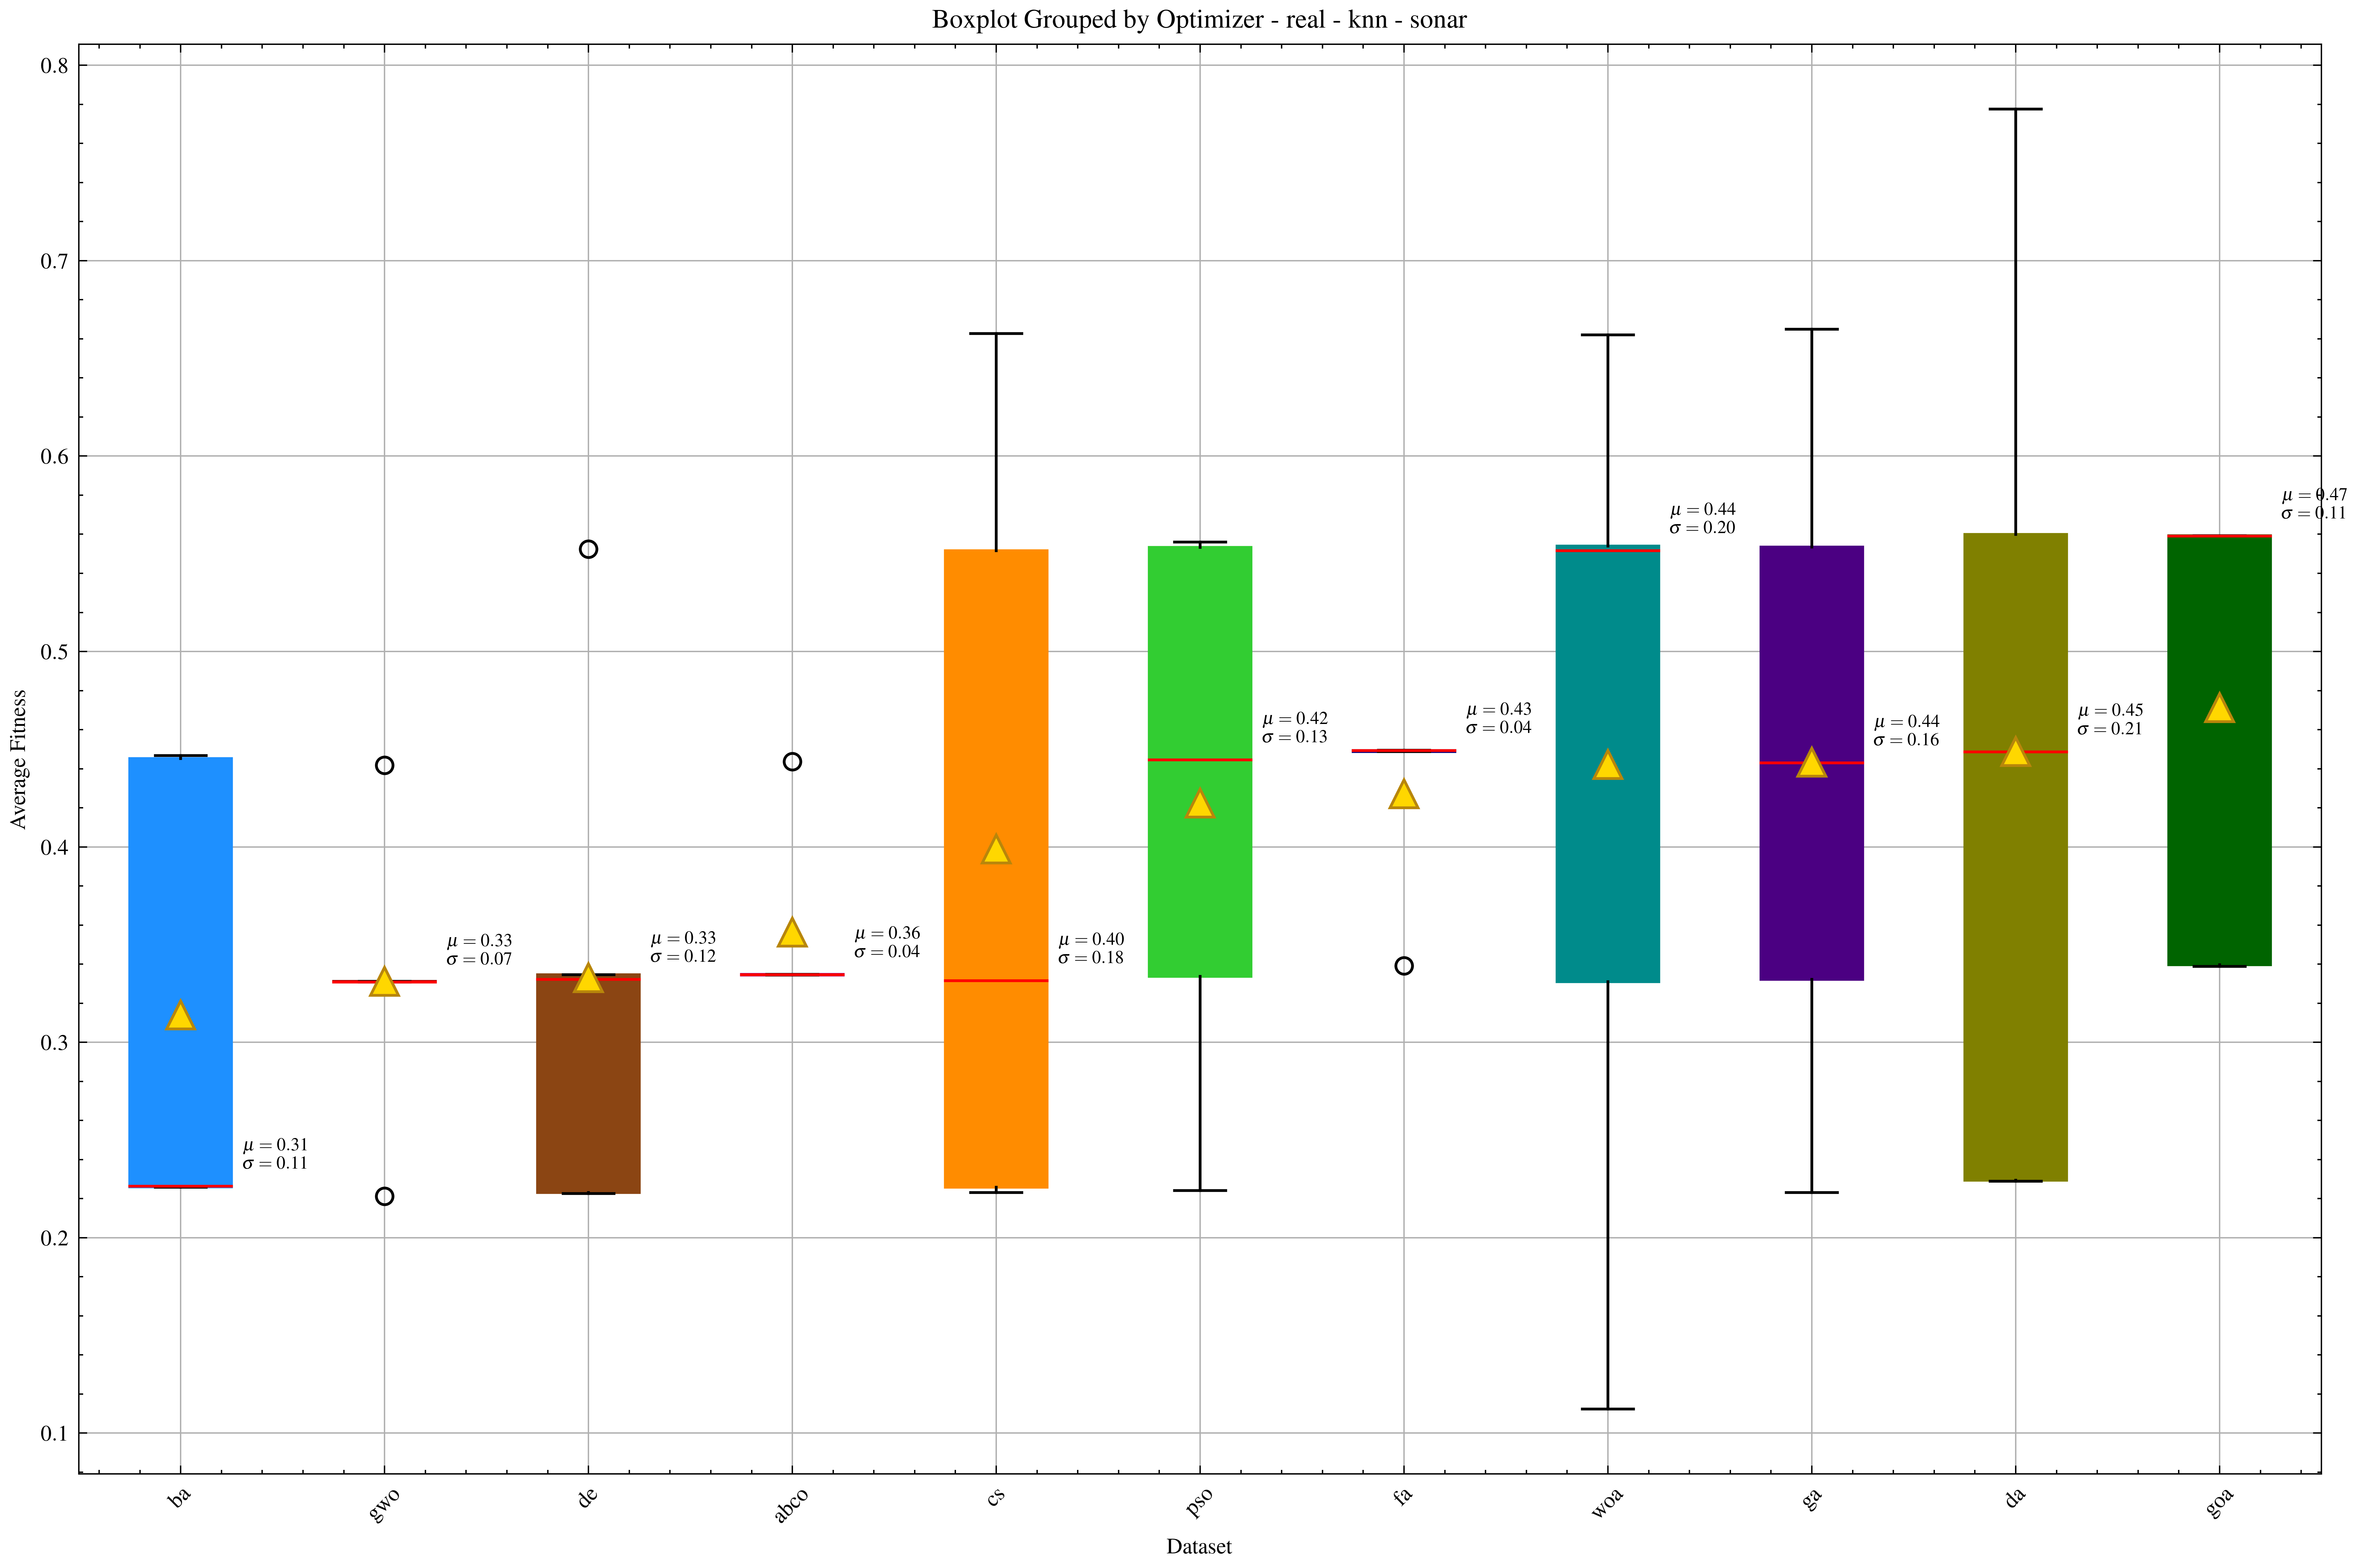 Boxplot Grouped by Optimizer - real - knn - sonar
Average Fitness
0.8
0.7
0.6
0.5
0.4
0.3
0.2
0.1
μ = 0.31
σ = 0.11
μ = 0.33
σ = 0.07
μ = 0.33
σ = 0.12
μ = 0.36
σ = 0.04
μ = 0.40
σ = 0.18
μ = 0.42
σ = 0.13
μ = 0.43
σ = 0.04
μ = 0.44
σ = 0.20
μ = 0.44
σ = 0.16
μ = 0.45
σ = 0.21
μ = 0.47
σ = 0.11
ba
gwo
de
abco
cs
pso
fa
woa
ga
da
goa
Dataset